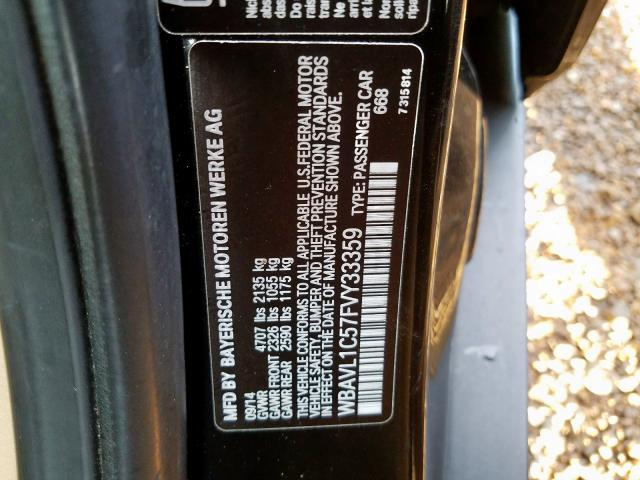 MFD BY BAYERISCHE MOTOREN WERKE AG
09/14
GVWR 4707 lbs 2135 kg
GAWR FRONT 2326 lbs 1055 kg
GAWR REAR 2590 lbs 1175 kg
THIS VEHICLE CONFORMS TO ALL APPLICABLE U.S.FEDERAL MOTOR
VEHICLE SAFETY, BUMPER AND THEFT PREVENTION STANDARDS
IN EFFECT ON THE DATE OF MANUFACTURE SHOWN ABOVE.
WBAVL1C57FVY33359 TYPE: PASSENGER CAR
668
7 315 814